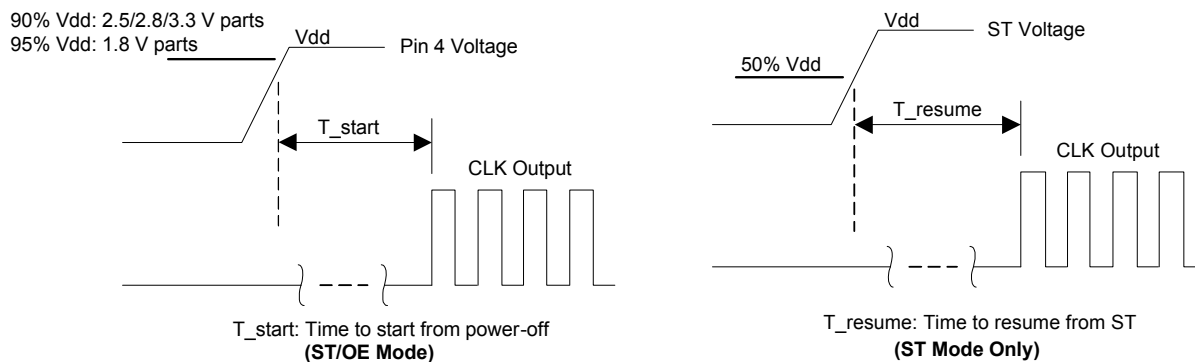 90% Vdd: 2.5/2.8/3.3 V parts
95% Vdd: 1.8 V parts
Vdd
Pin 4 Voltage
T_start
CLK Output
T_start: Time to start from power-off
(ST/OE Mode)
Vdd
ST Voltage
50% Vdd
T_resume
CLK Output
T_resume: Time to resume from ST
(ST Mode Only)